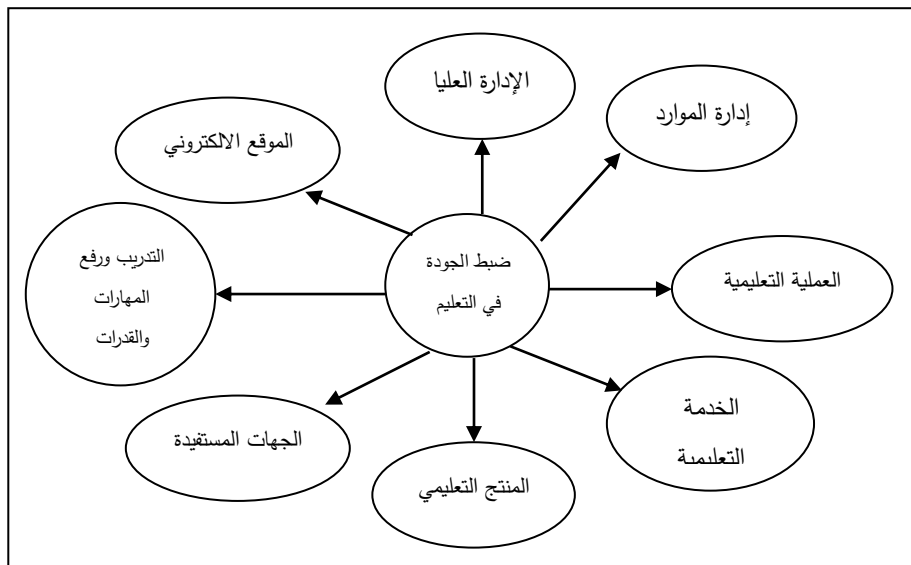 الإدارة العليا
إدارة الموارد
الموقع الالكتروني
ضبط الجودة
في التعليم
العملية التعليمية
التدريب ورفع
المهارات
والقدرات
الخدمة
التعليمية
الجهات المستفيدة
المنتج التعليمي